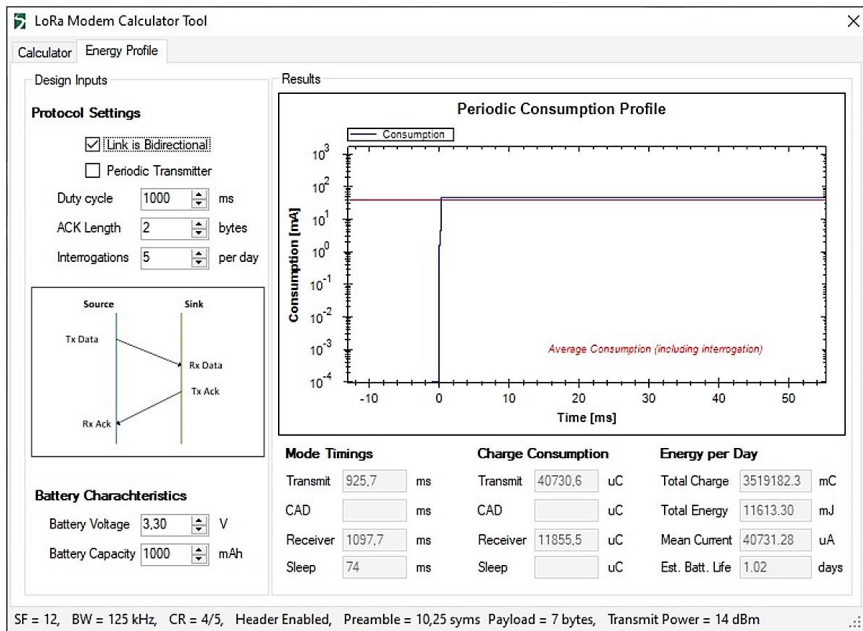 LoRa Modem Calculator Tool
Calculator Energy Profile
Design Inputs
Protocol Settings
Link is Bidirectional
Periodic Transmitter
Duty cycle 1000 ms
ACK Length 2 bytes
Interrogations 5 per day
Source Sink
Tx Data
Rx Data
Tx Ack
Rx Ack
Battery Charachteristics
Battery Voltage 3,30 V
Battery Capacity 1000 mAh
Results
Periodic Consumption Profile
Consumption
Consumption [mA]
10³
10²
10¹
10⁰
10⁻¹
10⁻²
10⁻³
10⁻⁴
Average Consumption (including interrogation)
-10 0 10 20 30 40 50
Time [ms]
Mode Timings Charge Consumption Energy per Day
Transmit 925,7 ms Transmit 40730,6 uC Total Charge 3519182.3 mC
CAD ms CAD uC Total Energy 11613.30 mJ
Receiver 1097,7 ms Receiver 11855,5 uC Mean Current 40731.28 uA
Sleep 74 ms Sleep uC Est. Batt. Life 1.02 days
SF = 12, BW = 125 kHz, CR = 4/5, Header Enabled, Preamble = 10,25 syms Payload = 7 bytes, Transmit Power = 14 dBm